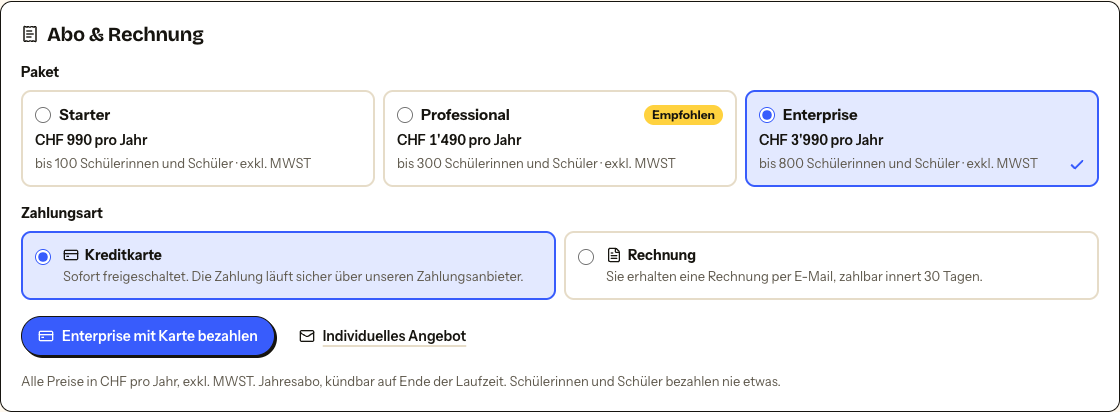 Abo & Rechnung
Paket
Starter
CHF 990 pro Jahr
bis 100 Schülerinnen und Schüler · exkl. MWST
Professional
Empfohlen
CHF 1'490 pro Jahr
bis 300 Schülerinnen und Schüler · exkl. MWST
Enterprise
CHF 3'990 pro Jahr
bis 800 Schülerinnen und Schüler · exkl. MWST
Zahlungsart
Kreditkarte
Sofort freigeschaltet. Die Zahlung läuft sicher über unseren Zahlungsanbieter.
Rechnung
Sie erhalten eine Rechnung per E-Mail, zahlbar innert 30 Tagen.
Enterprise mit Karte bezahlen
Individuelles Angebot
Alle Preise in CHF pro Jahr, exkl. MWST. Jahresabo, kündbar auf Ende der Laufzeit. Schülerinnen und Schüler bezahlen nie etwas.